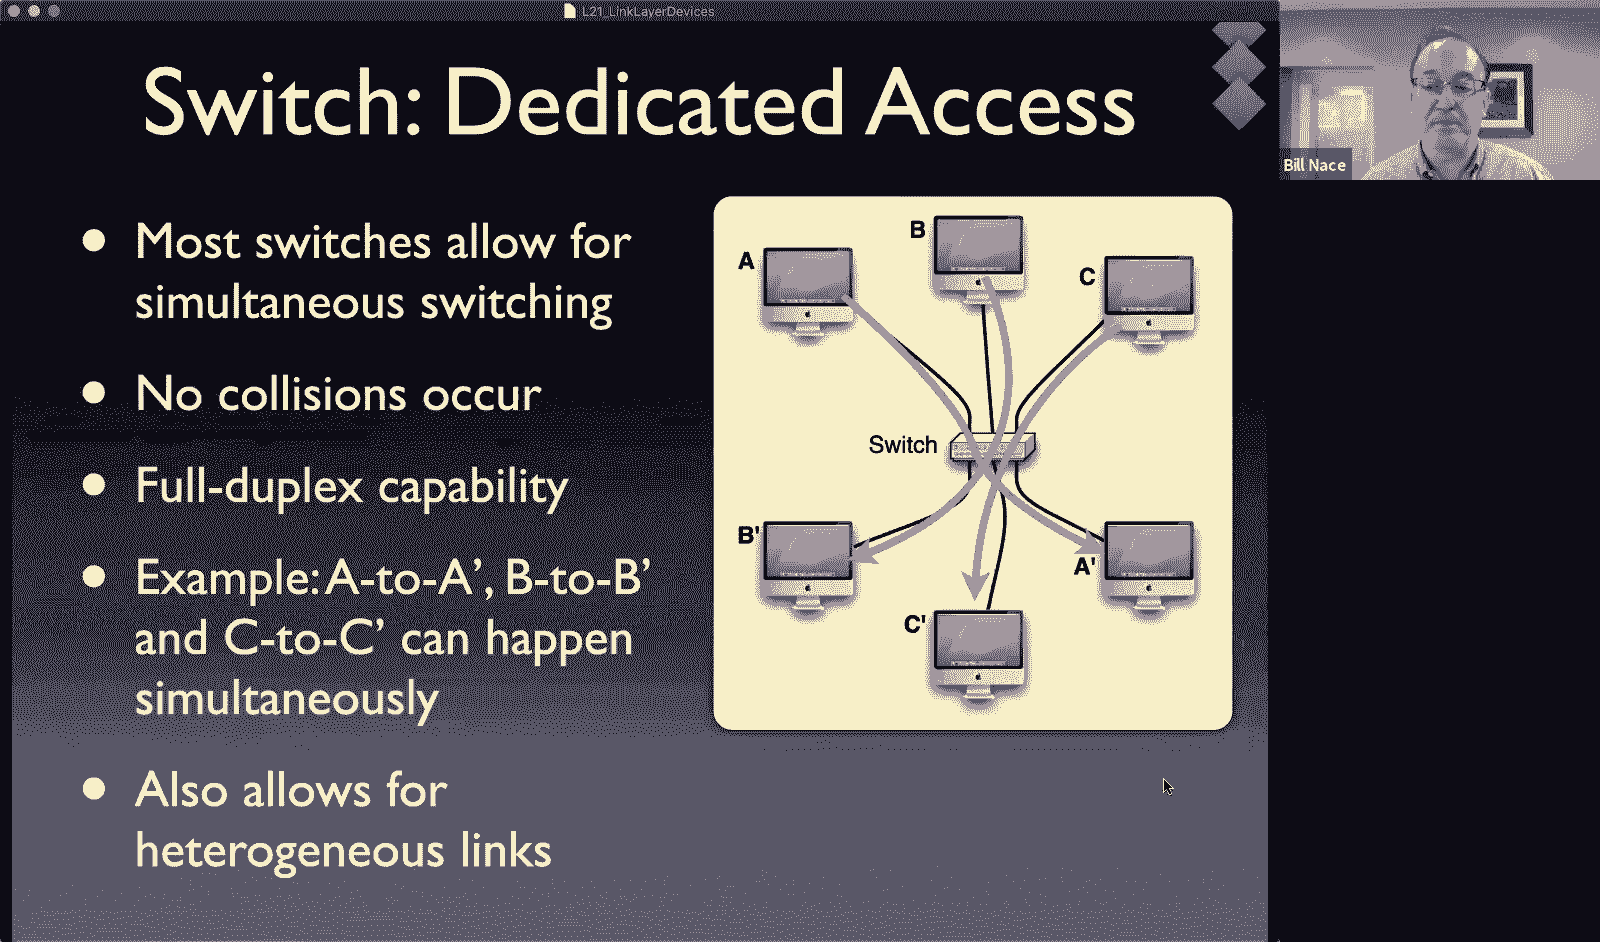 L21_LinkLayerDevices
Switch: Dedicated Access
Bill Nace
• Most switches allow for
simultaneous switching
• No collisions occur
• Full-duplex capability
• Example: A-to-A’, B-to-B’
and C-to-C’ can happen
simultaneously
• Also allows for
heterogeneous links
A
B
C
Switch
B'
A'
C'